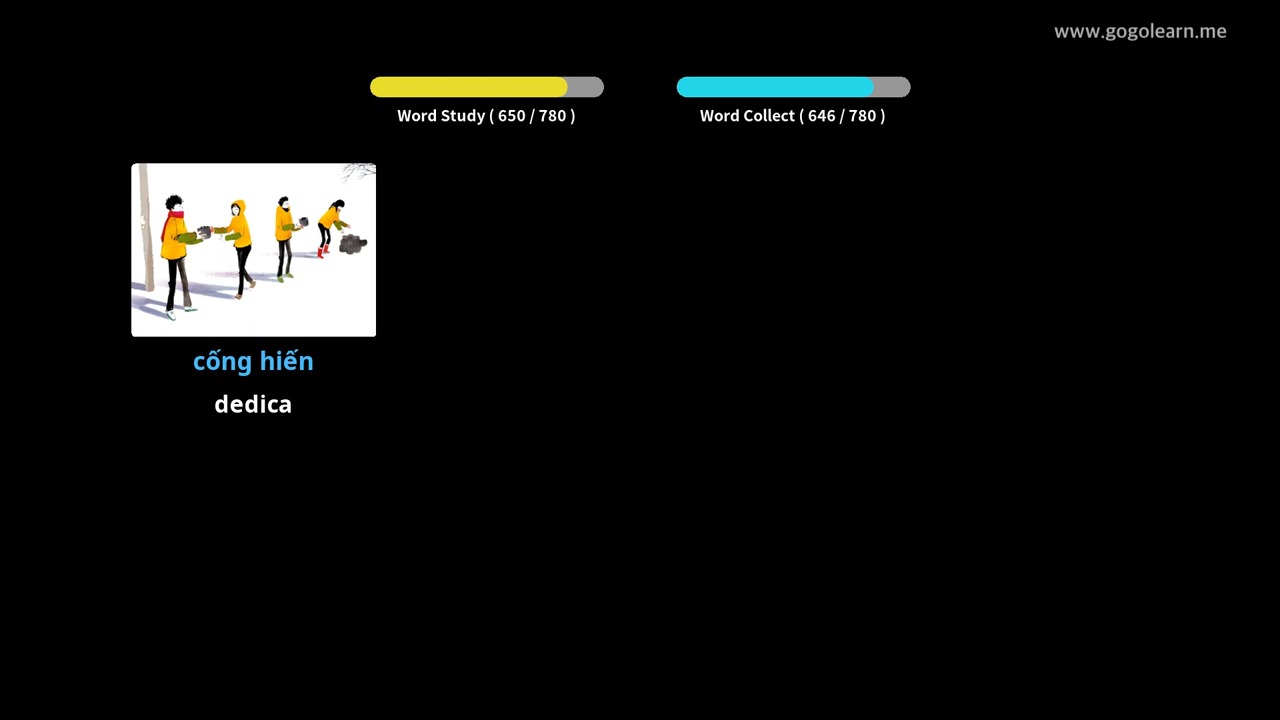 www.gogolearn.me
Word Study ( 650 / 780 )
Word Collect ( 646 / 780 )
cống hiến
dedica